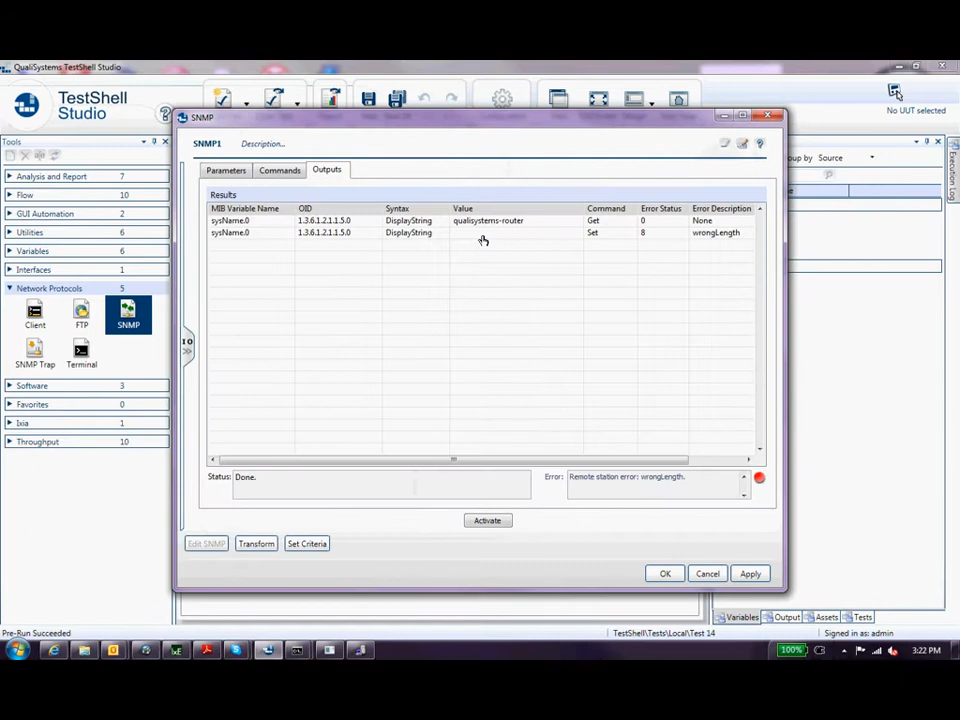 QualiSystems TestShell Studio
TestShell
Studio
No UUT selected
Tools
SNMP
SNMP1
Description...
Parameters
Commands
Outputs
Results
MIB Variable Name OID Syntax Value Command Error Status Error Description
sysName.0 1.3.6.1.2.1.1.5.0 DisplayString qualisystems-router Get 0 None
sysName.0 1.3.6.1.2.1.1.5.0 DisplayString Set 8 wrongLength
Analysis and Report 7
Flow 10
GUI Automation 2
Utilities 6
Variables 6
Interfaces 1
Network Protocols 5
Client FTP SNMP
SNMP Trap Terminal
Software 3
Favorites 0
Ixia 1
Throughput 10
IO
Status: Done.
Error: Remote station error: wrongLength.
Activate
Edit SNMP Transform Set Criteria
OK Cancel Apply
oup by Source
Execution Log
Variables Output Assets Tests
Pre-Run Succeeded
TestShell\Tests\Local\Test 14
Signed in as: admin
100%
3:22 PM